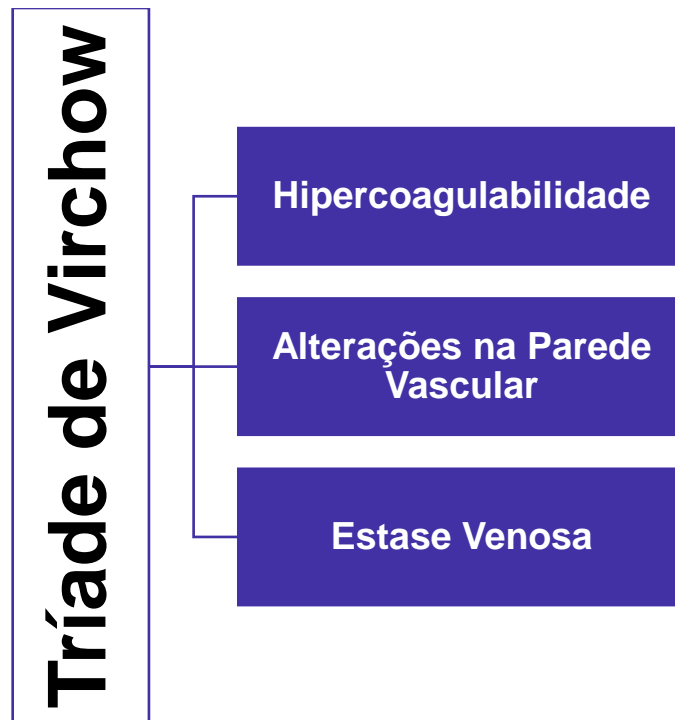 Tríade de Virchow
Hipercoagulabilidade
Alterações na Parede
Vascular
Estase Venosa